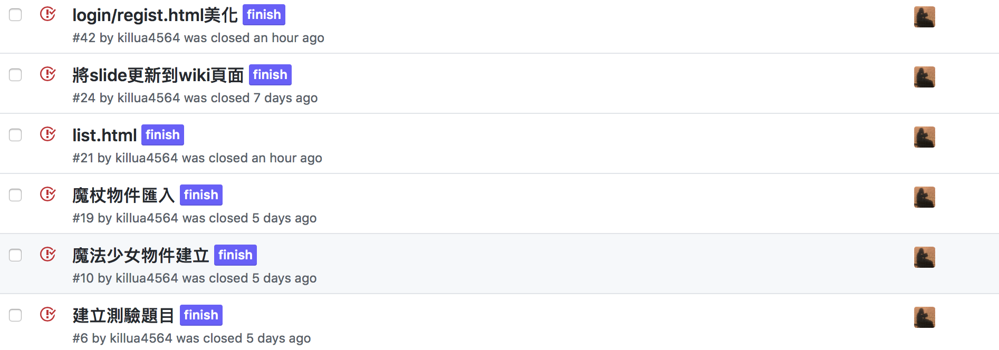 login/regist.html美化 finish
#42 by killua4564 was closed an hour ago
將slide更新到wiki頁面 finish
#24 by killua4564 was closed 7 days ago
list.html finish
#21 by killua4564 was closed an hour ago
魔杖物件匯入 finish
#19 by killua4564 was closed 5 days ago
魔法少女物件建立 finish
#10 by killua4564 was closed 5 days ago
建立測驗題目 finish
#6 by killua4564 was closed 5 days ago